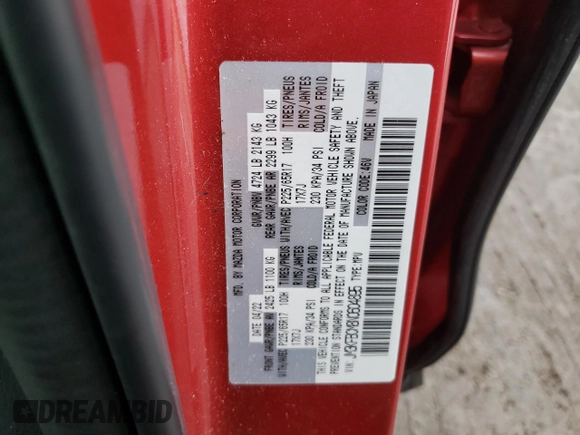 MFD. BY MAZDA MOTOR CORPORATION
DATE 04/22 GVWR/PNBV 4724 LB 2143 KG
FRONT GAWR/PNBE AV 2425 LB 1100 KG REAR GAWR/PNBE AR 2299 LB 1043 KG
WITH/AVEC P225/65R17 100H TIRES/PNEUS WITH/AVEC P225/65R17 100H TIRES/PNEUS
17X7J RIMS/JANTES 17X7J RIMS/JANTES
230 KPA/34 PSI COLD/A FROID 230 KPA/34 PSI COLD/A FROID
THIS VEHICLE CONFORMS TO ALL APPLICABLE FEDERAL MOTOR VEHICLE SAFETY AND THEFT
PREVENTION STANDARDS IN EFFECT ON THE DATE OF MANUFACTURE SHOWN ABOVE.
VIN: TYPE:MPV COLOR CODE:46V MADE IN JAPAN
DREAMBID